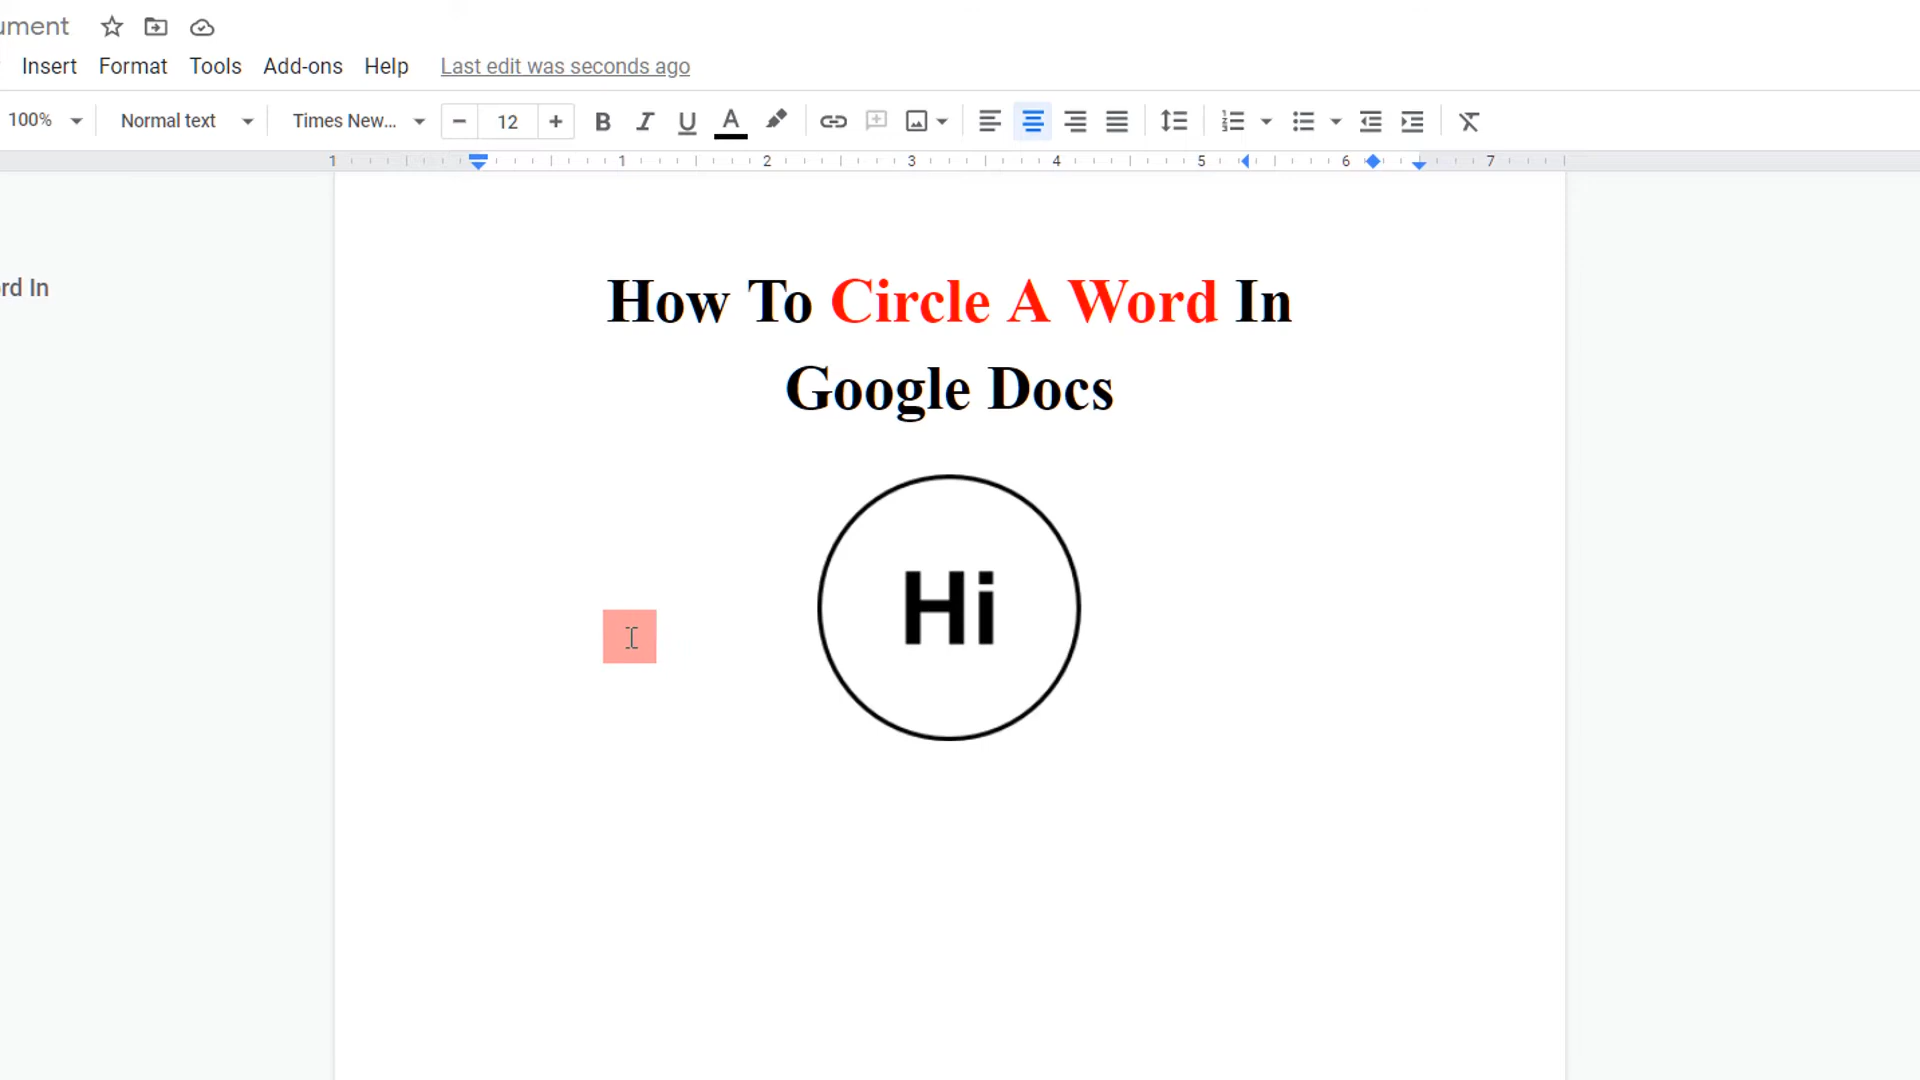 ument
Insert Format Tools Add-ons Help Last edit was seconds ago
100% Normal text Times New... 12 B I U A
1 1 2 3 4 5 6 7
rd In
How To Circle A Word In
Google Docs
Hi